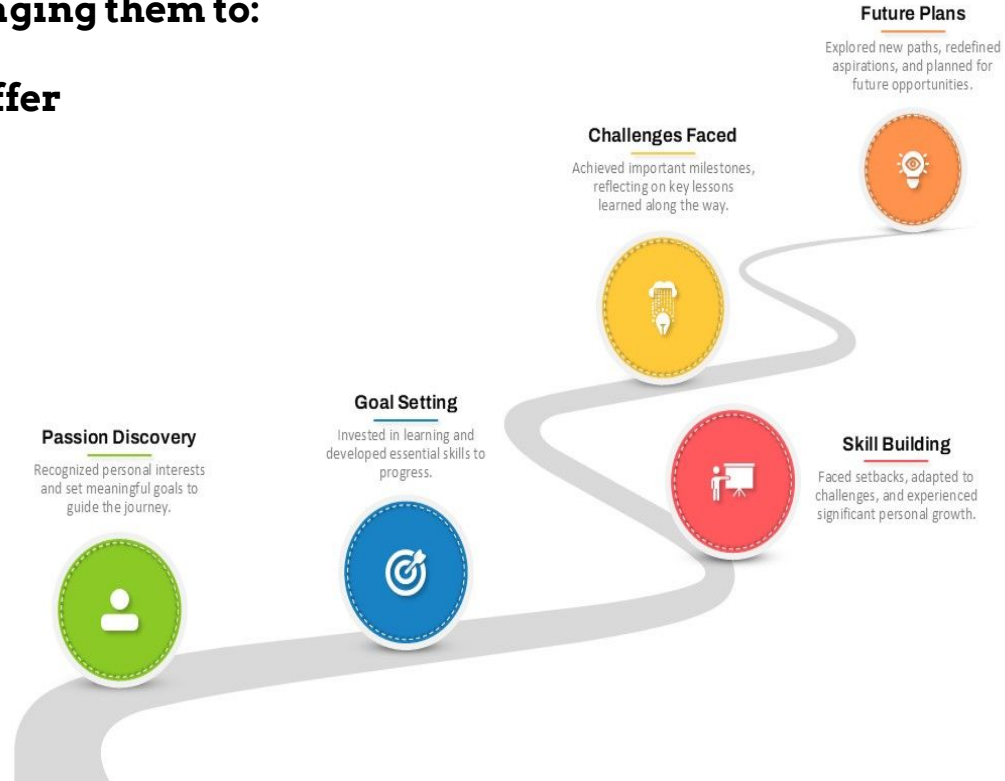 nging them to:
ffer
Future Plans
Explored new paths, redefined
aspirations, and planned for
future opportunities.
Challenges Faced
Achieved important milestones,
reflecting on key lessons
learned along the way.
Goal Setting
Invested in learning and
developed essential skills to
progress.
Passion Discovery
Recognized personal interests
and set meaningful goals to
guide the journey.
Skill Building
Faced setbacks, adapted to
challenges, and experienced
significant personal growth.